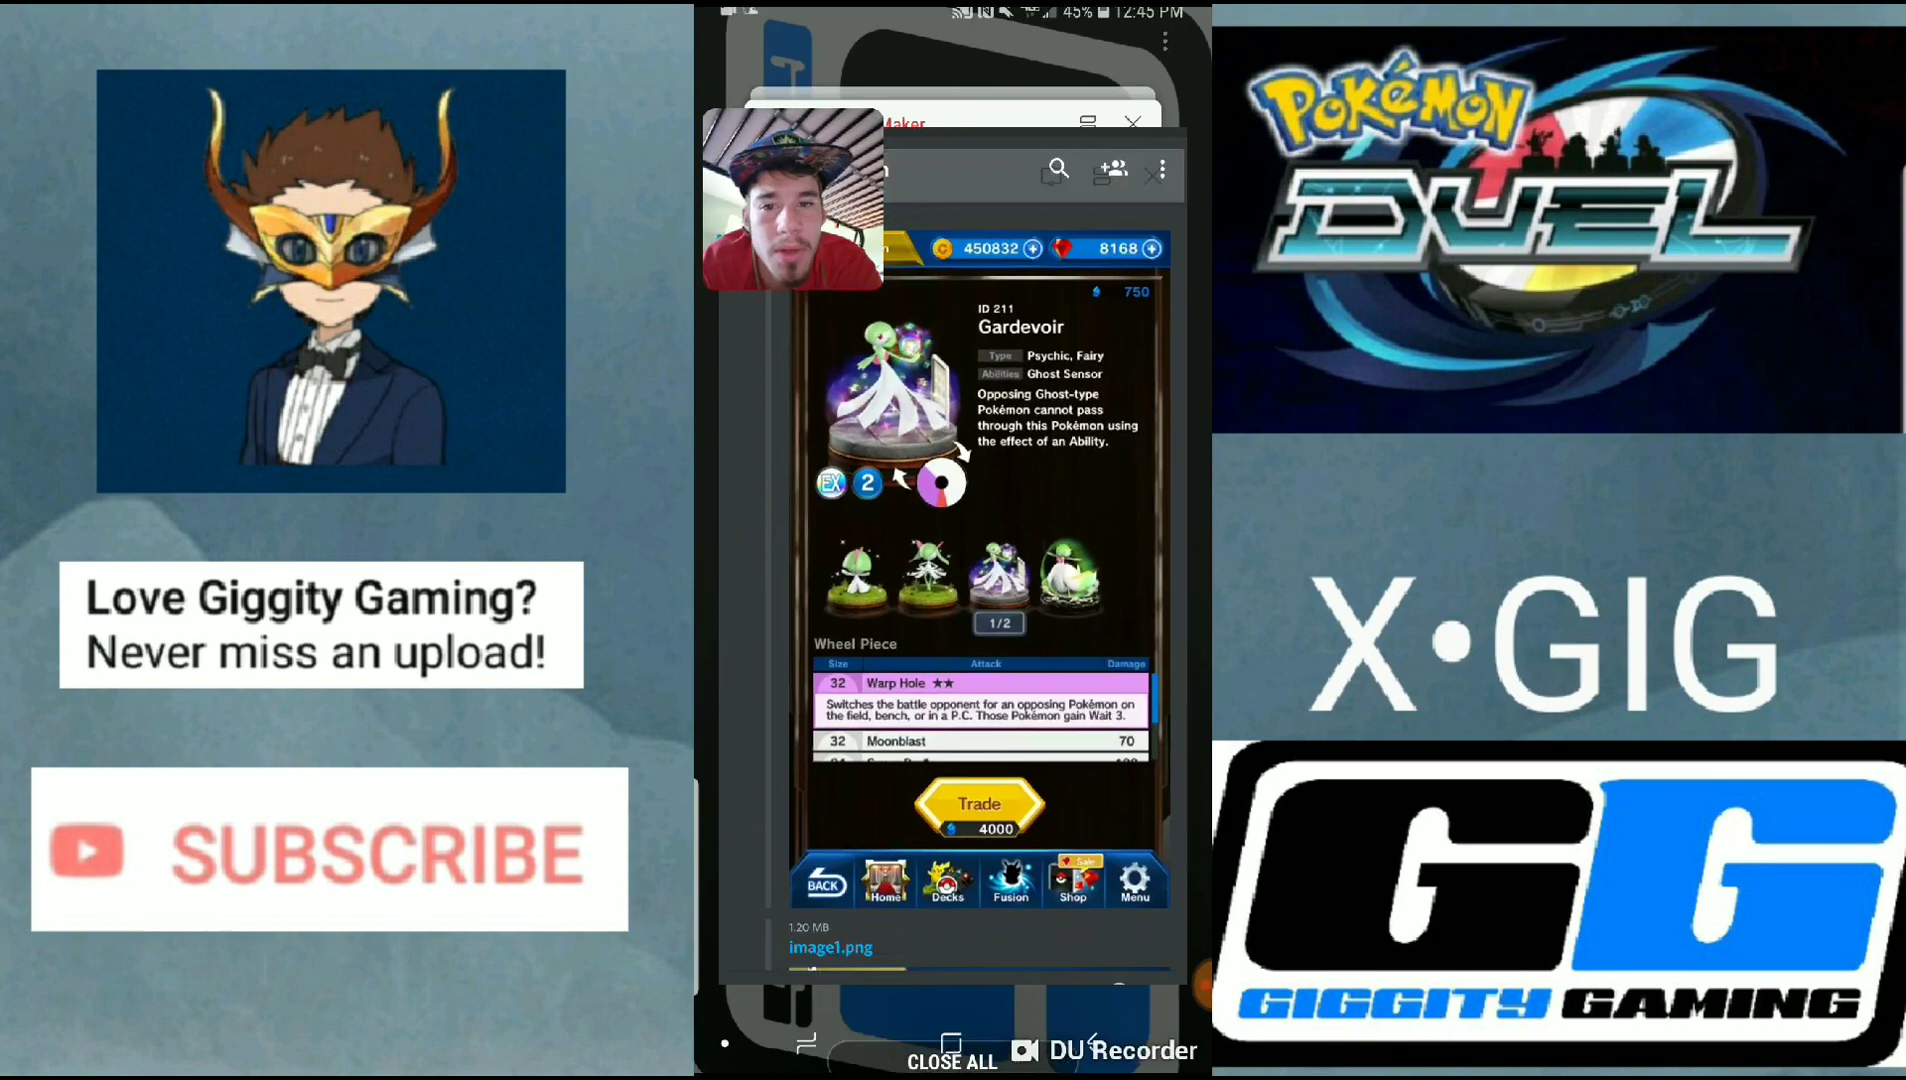 Love Giggity Gaming?
Never miss an upload!
SUBSCRIBE
45% 12:45 PM
Maker
n
n
450832 8168
750
ID 211
Gardevoir
Type Psychic, Fairy
Abilities Ghost Sensor
Opposing Ghost-type
Pokémon cannot pass
through this Pokémon using
the effect of an Ability.
EX 2
1/2
Wheel Piece
Size Attack Damage
32 Warp Hole ★★
Switches the battle opponent for an opposing Pokémon on
the field, bench, or in a P.C. Those Pokémon gain Wait 3.
32 Moonblast 70
Trade
4000
Sale
BACK Home Decks Fusion Shop Menu
1.20 MB
image1.png
CLOSE ALL
DU Recorder
POKéMON
DUEL
X•GIG
GG
GIGGITY GAMING